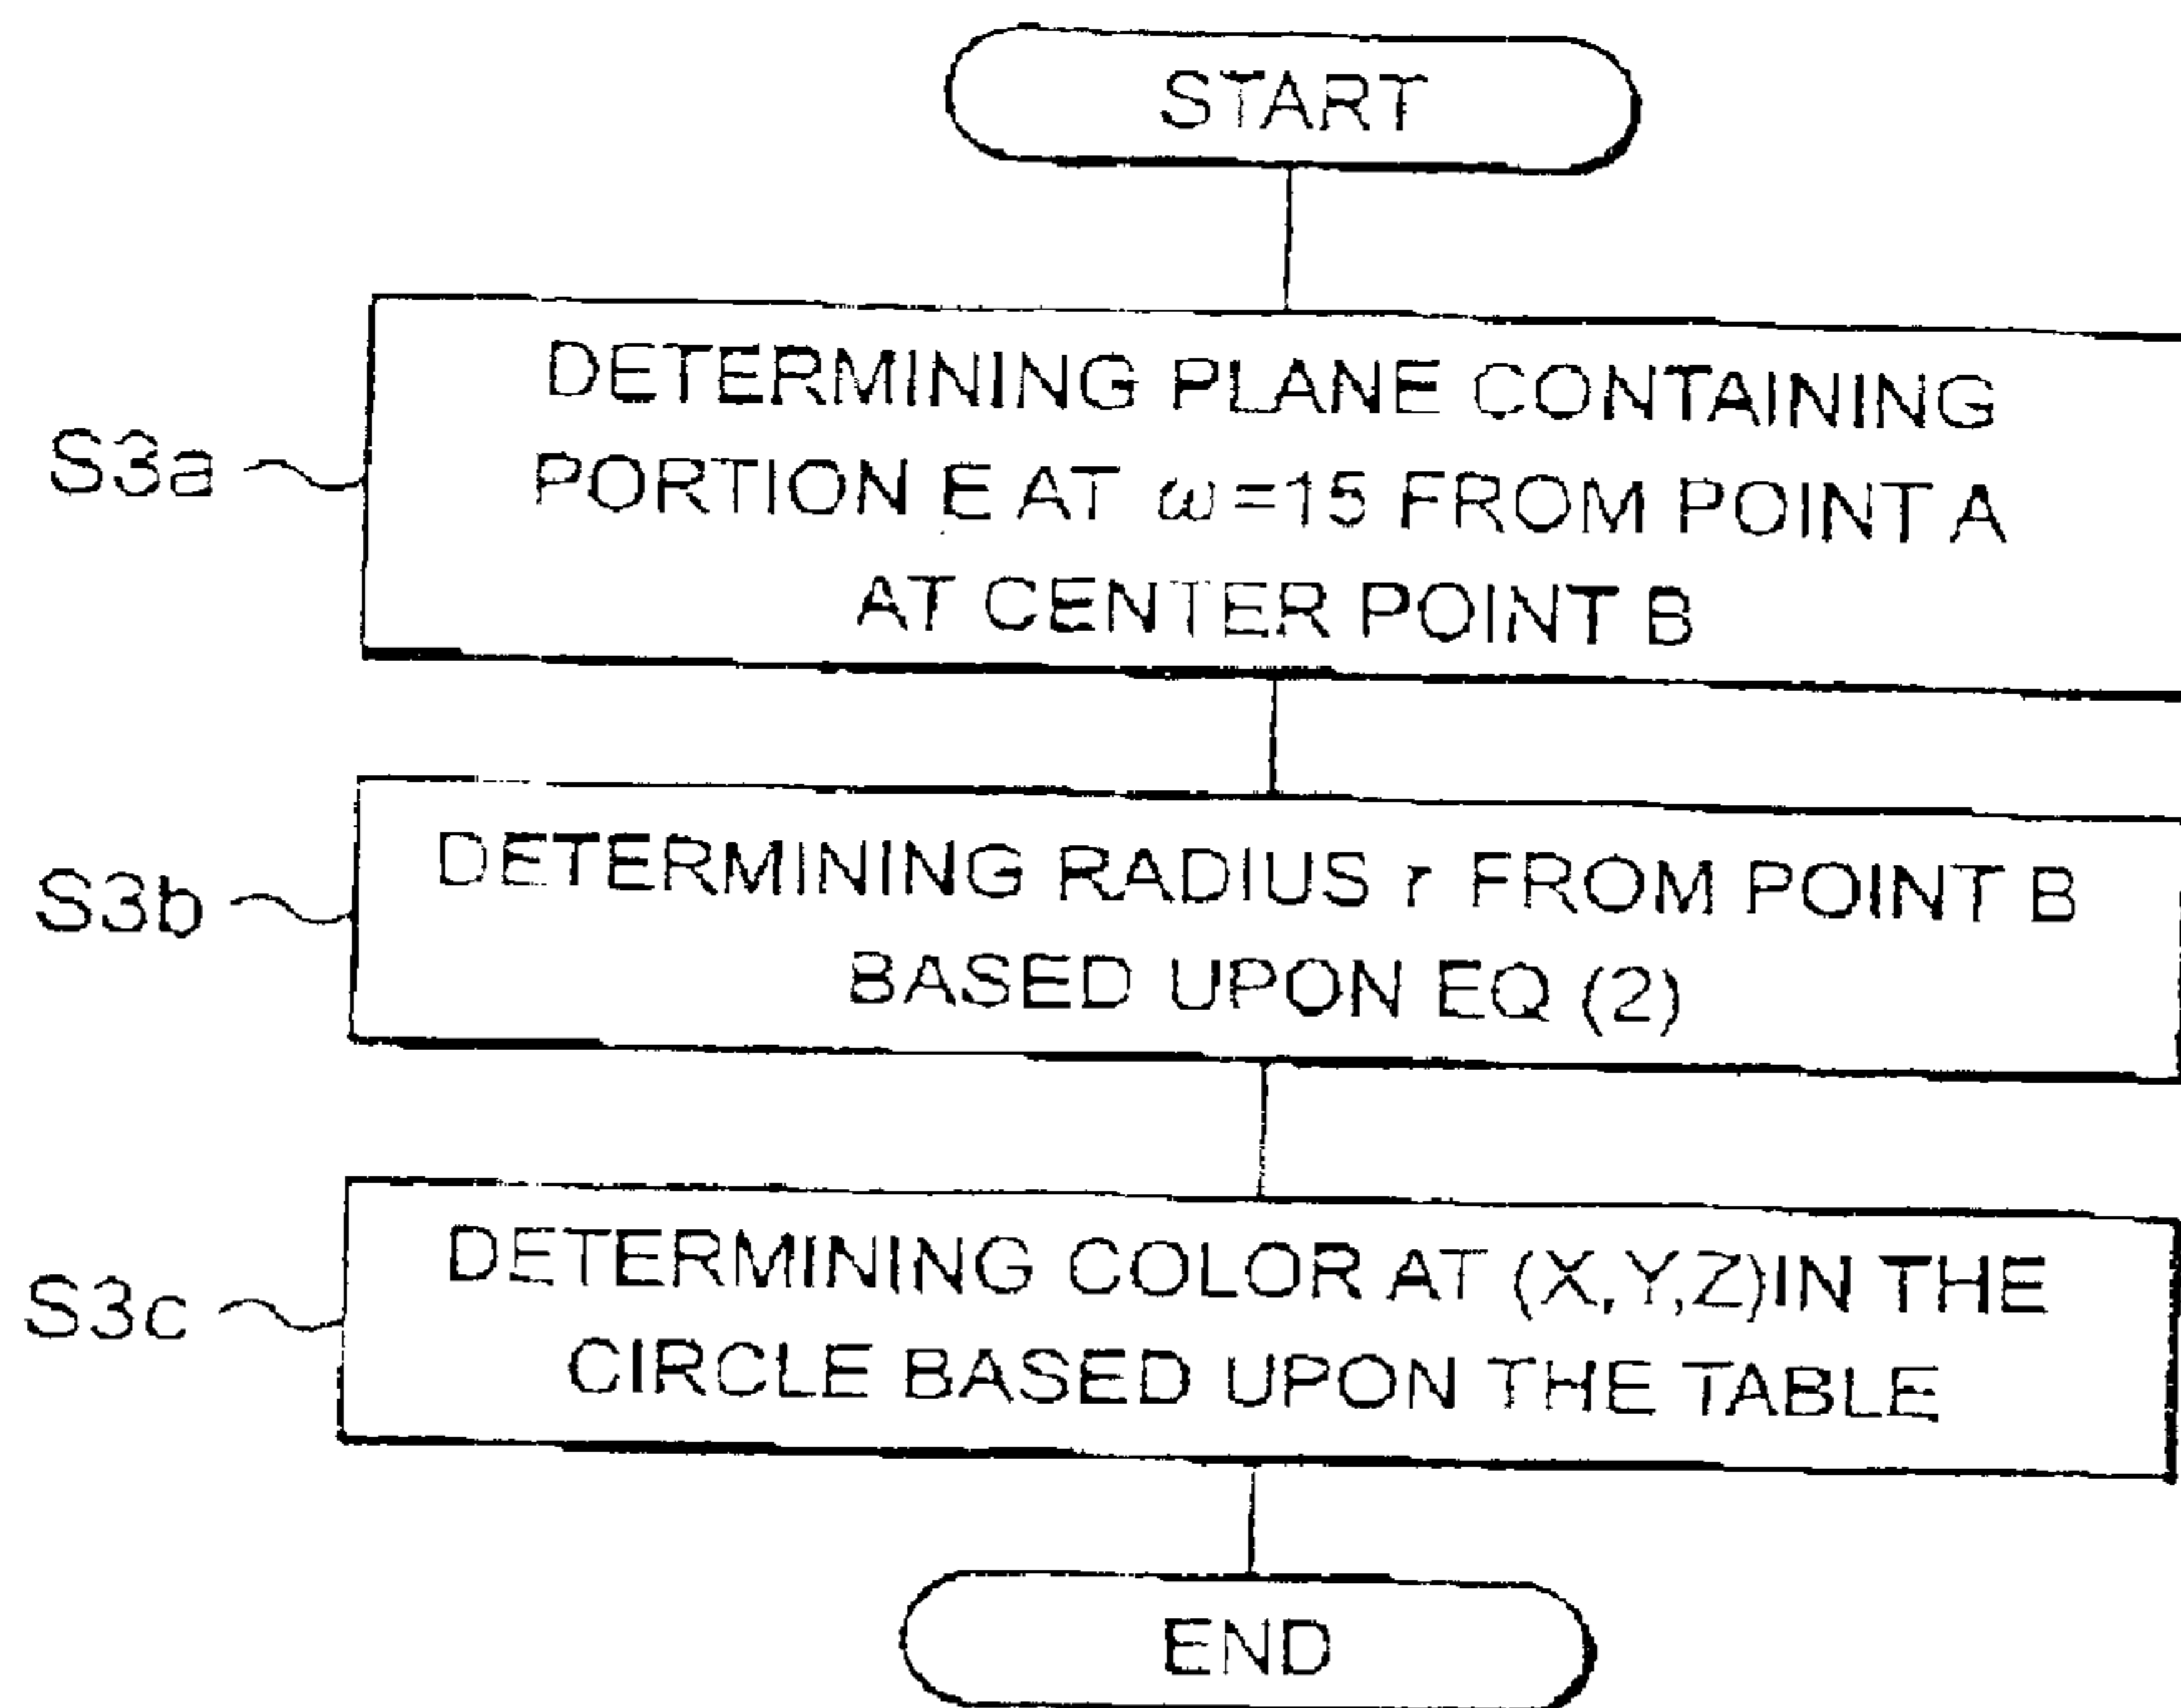 START
S3a
DETERMINING PLANE CONTAINING
PORTION E AT ω=15 FROM POINT A
AT CENTER POINT B
S3b
DETERMINING RADIUS r FROM POINT B
BASED UPON EQ (2)
S3c
DETERMINING COLOR AT (X,Y,Z)IN THE
CIRCLE BASED UPON THE TABLE
END